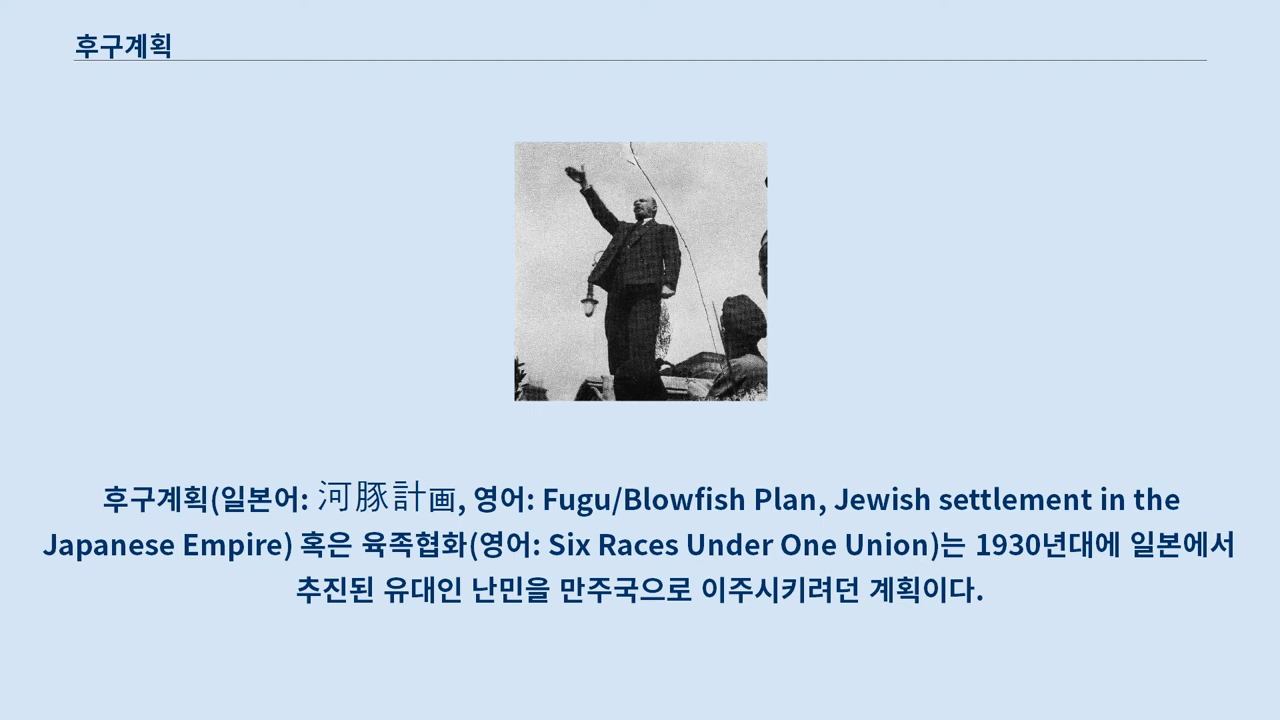 후구계획
후구계획(일본어: 河豚計画, 영어: Fugu/Blowfish Plan, Jewish settlement in the
Japanese Empire) 혹은 육족협화(영어: Six Races Under One Union)는 1930년대에 일본에서
추진된 유대인 난민을 만주국으로 이주시키려던 계획이다.